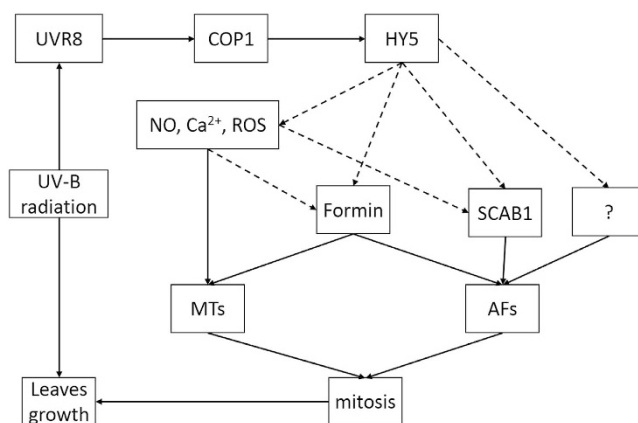 UVR8
COP1
HY5
NO, Ca²⁺, ROS
UV-B
radiation
Formin
SCAB1
?
MTs
AFs
Leaves
growth
mitosis